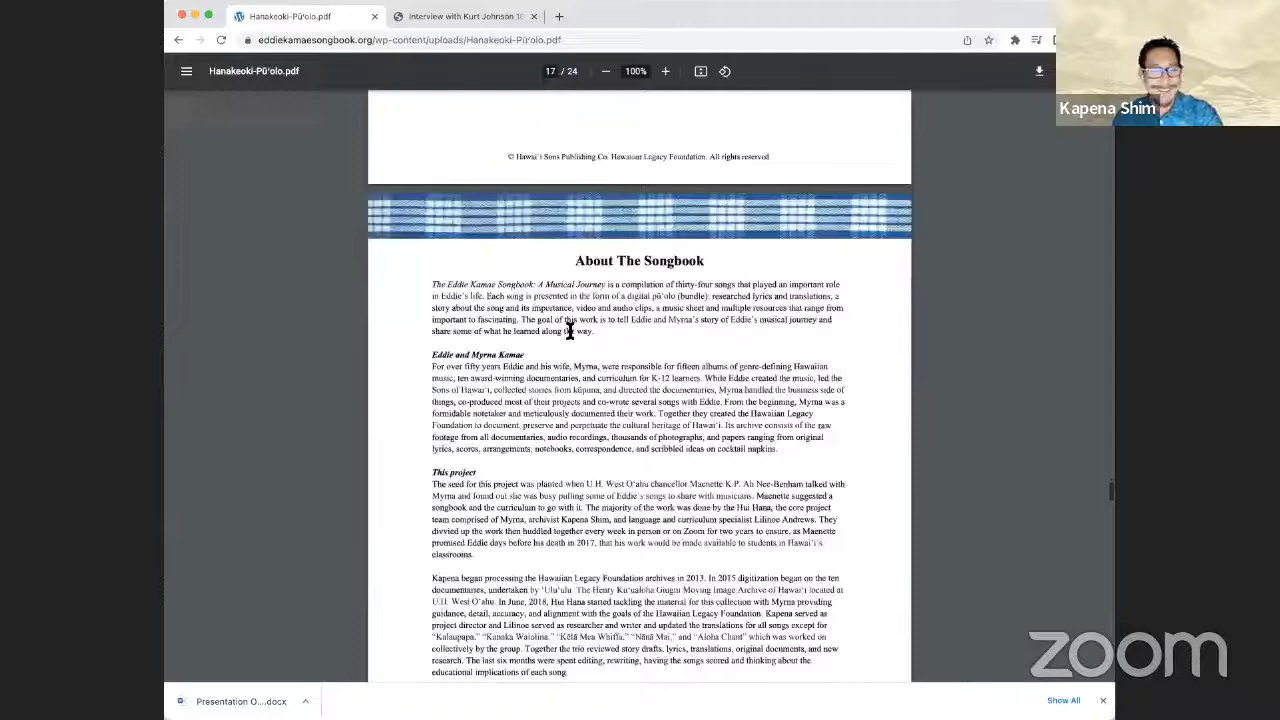 Hanakeoki-Pūʻolo.pdf
Interview with Kurt Johnson 1
eddiekamaesongbook.org/wp-content/uploads/Hanakeoki-Pūʻolo.pdf
Hanakeoki-Pūʻolo.pdf
17 / 24
100%
Kapena Shim
© Hawaiʻi Sons Publishing Co. Hawaiian Legacy Foundation. All rights reserved
About The Songbook
The Eddie Kamae Songbook: A Musical Journey is a compilation of thirty-four songs that played an important role
in Eddie's life. Each song is presented in the form of a digital pūʻolo (bundle): researched lyrics and translations, a
story about the song and its importance, video and audio clips, a music sheet and multiple resources that range from
important to fascinating. The goal of this work is to tell Eddie and Myrna's story of Eddie's musical journey and
share some of what he learned along the way.
Eddie and Myrna Kamae
For over fifty years Eddie and his wife, Myrna, were responsible for fifteen albums of genre-defining Hawaiian
music, ten award-winning documentaries, and curriculum for K-12 learners. While Eddie created the music, led the
Sons of Hawaiʻi, collected stories from kūpuna, and directed the documentaries, Myrna handled the business side of
things, co-produced most of their projects and co-wrote several songs with Eddie. From the beginning, Myrna was a
formidable notetaker and meticulously documented their work. Together they created the Hawaiian Legacy
Foundation to document, preserve and perpetuate the cultural heritage of Hawaiʻi. Its archive consists of the raw
footage from all documentaries, audio recordings, thousands of photographs, and papers ranging from original
lyrics, scores, arrangements, notebooks, correspondence, and scribbled ideas on cocktail napkins.
This project
The seed for this project was planted when U.H. West Oʻahu chancellor Maenette K.P. Ah Nee-Benham talked with
Myrna and found out she was busy pulling some of Eddie's songs to share with musicians. Maenette suggested a
songbook and the curriculum to go with it. The majority of the work was done by the Hui Hana, the core project
team comprised of Myrna, archivist Kapena Shim, and language and curriculum specialist Lilinoe Andrews. They
divvied up the work then huddled together every week in person or on Zoom for two years to ensure, as Maenette
promised Eddie days before his death in 2017, that his work would be made available to students in Hawaiʻi's
classrooms.
Kapena began processing the Hawaiian Legacy Foundation archives in 2013. In 2015 digitization began on the ten
documentaries, undertaken by ʻUluʻulu The Henry Kuʻualoha Giugni Moving Image Archive of Hawaiʻi located at
U.H. West Oʻahu. In June, 2018, Hui Hana started tackling the material for this collection with Myrna providing
guidance, detail, accuracy, and alignment with the goals of the Hawaiian Legacy Foundation. Kapena served as
project director and Lilinoe served as researcher and writer and updated the translations for all songs except for
"Kalaupapa," "Kanaka Waiolina," "Kēlā Mea Whiffa," "Nānā Mai," and "Aloha Chant" which was worked on
collectively by the group. Together the trio reviewed story drafts, lyrics, translations, original documents, and new
research. The last six months were spent editing, rewriting, having the songs scored and thinking about the
educational implications of each song.
zoom
Presentation O....docx
Show All